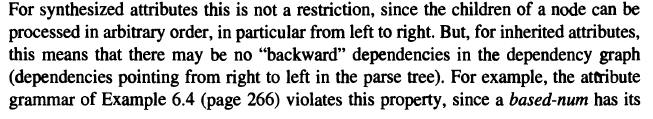 For synthesized attributes this is not a restriction, since the children of a node can be
processed in arbitrary order, in particular from left to right. But, for inherited attributes,
this means that there may be no “backward” dependencies in the dependency graph
(dependencies pointing from right to left in the parse tree). For example, the attribute
grammar of Example 6.4 (page 266) violates this property, since a based-num has its